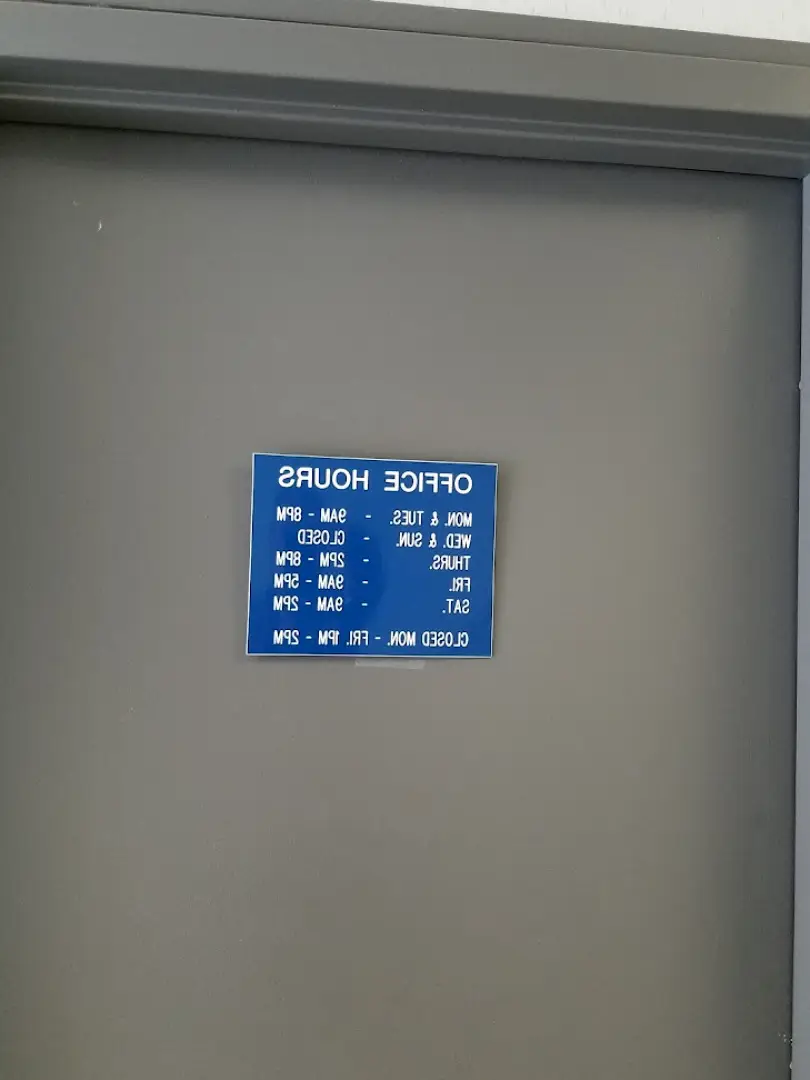 OFFICE HOURS
MON. & TUES. - 9AM - 8PM
WED. & SUN. - CLOSED
THURS. - 2PM - 8PM
FRI. - 9AM - 5PM
SAT. - 9AM - 2PM
CLOSED MON. - FRI. 1PM - 2PM